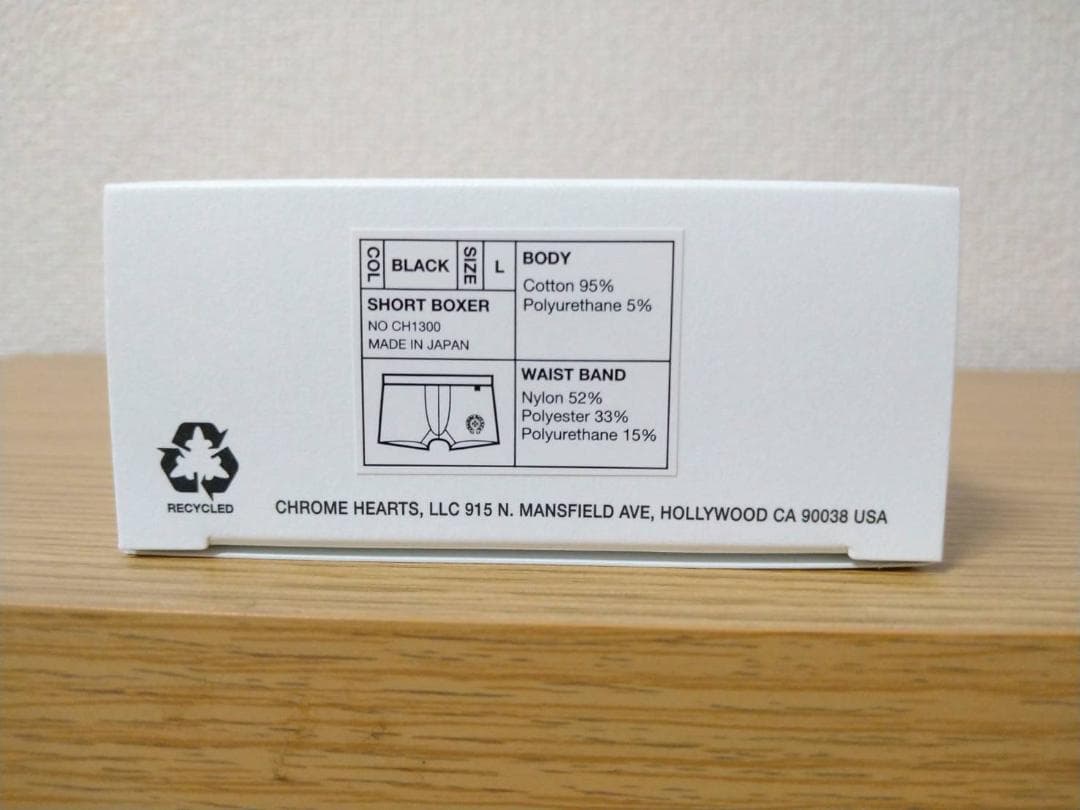 COL BLACK SIZE L
SHORT BOXER
NO CH1300
MADE IN JAPAN
BODY
Cotton 95%
Polyurethane 5%
WAIST BAND
Nylon 52%
Polyester 33%
Polyurethane 15%
RECYCLED
CHROME HEARTS, LLC 915 N. MANSFIELD AVE, HOLLYWOOD CA 90038 USA